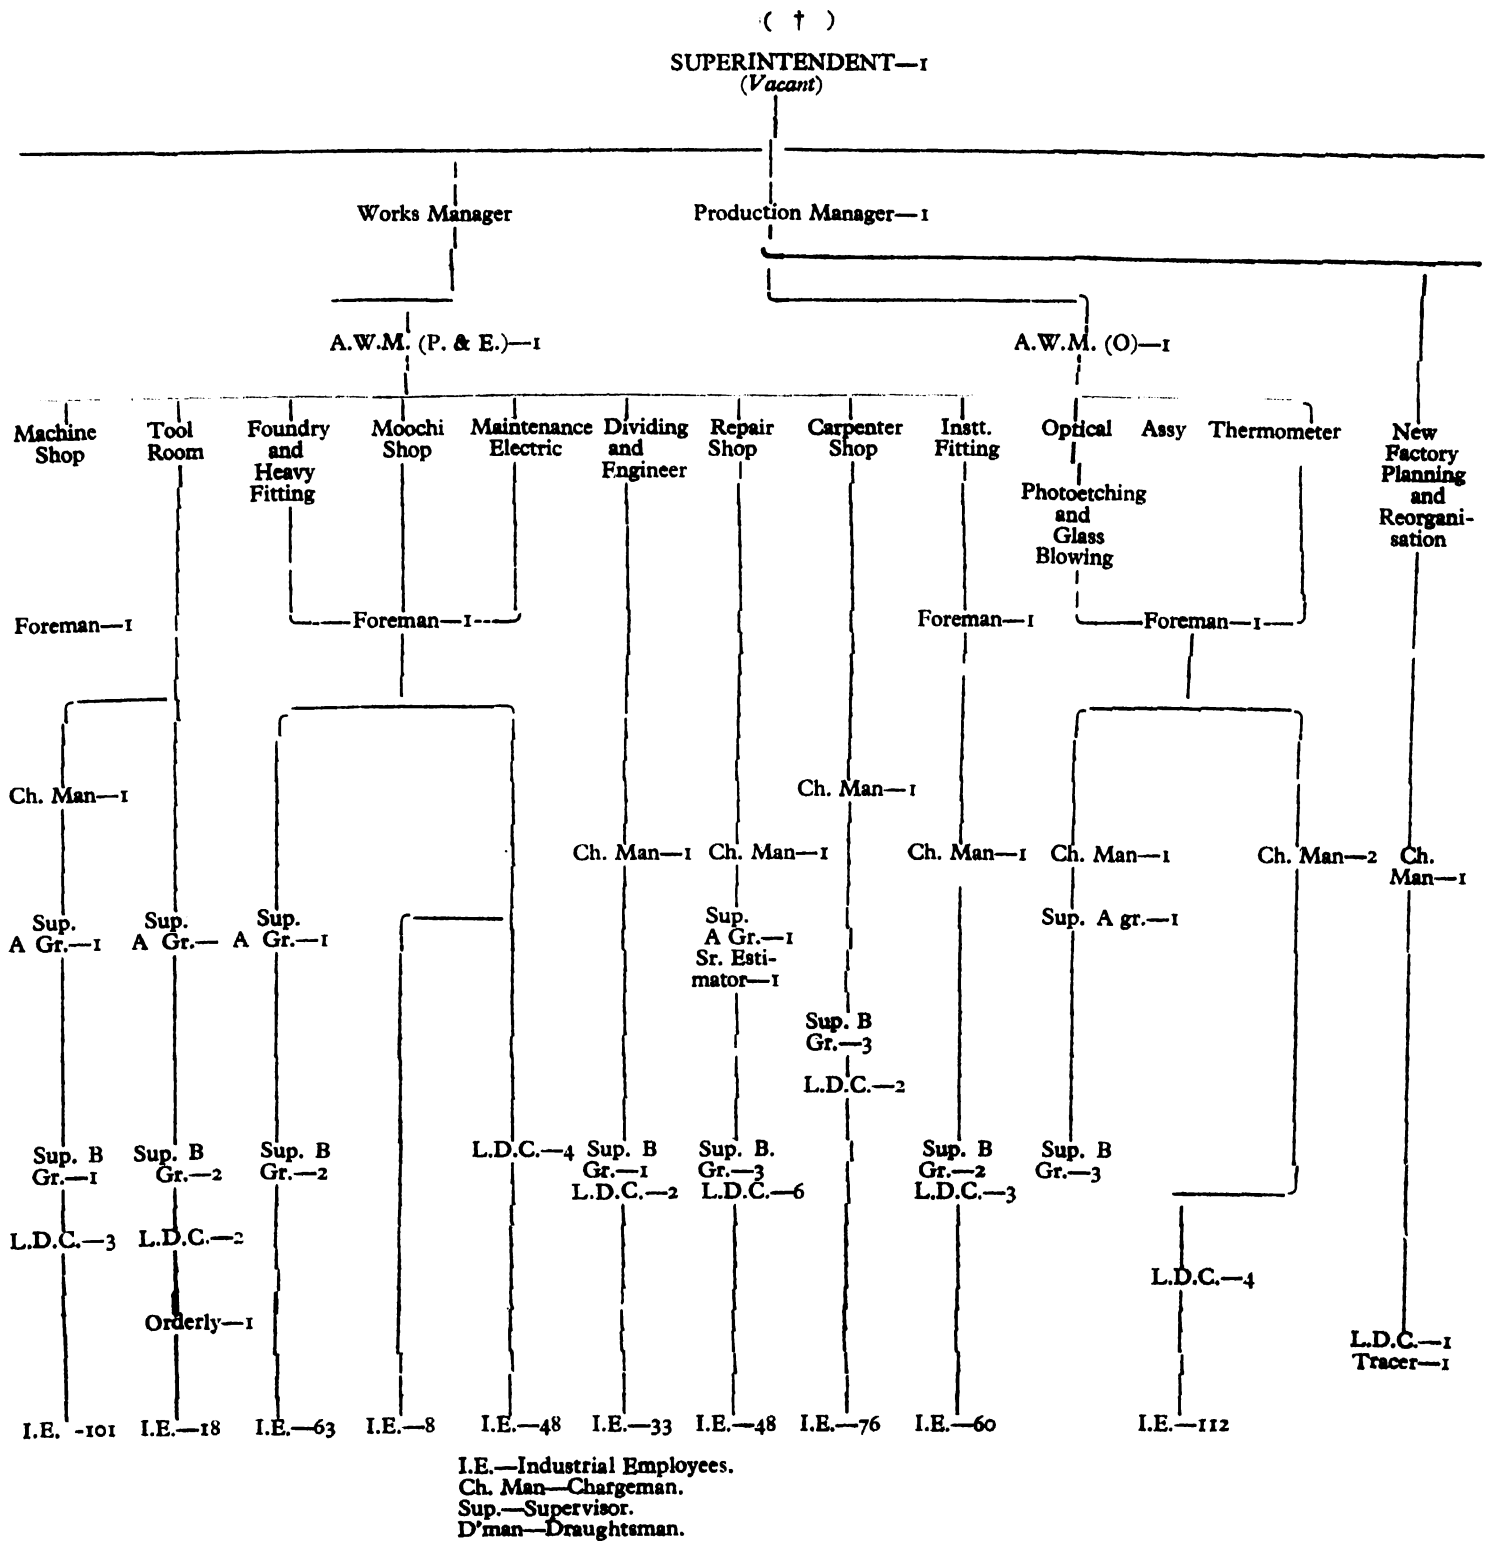 ( † )
SUPERINTENDENT—1
(Vacant)
Works Manager
Production Manager—1
A.W.M. (P. & E.)—1
A.W.M. (O)—1
Machine
Shop
Tool
Room
Foundry
and
Heavy
Fitting
Moochi
Shop
Maintenance
Electric
Dividing
and
Engineer
Repair
Shop
Carpenter
Shop
Instt.
Fitting
Optical
Assy
Thermometer
Photoetching
and
Glass
Blowing
New
Factory
Planning
and
Reorgani-
sation
Foreman—1
Foreman—1
Foreman—1
Foreman—1
Ch. Man—1
Ch. Man—1
Ch. Man—1
Ch. Man—1
Ch. Man—1
Ch. Man—1
Ch. Man—2
Ch.
Man—1
Sup.
A Gr.—1
Sup.
A Gr.—
Sup.
A Gr.—1
Sup.
A Gr.—1
Sr. Esti-
mator—1
Sup. A gr.—1
Sup. B
Gr.—3
L.D.C.—2
Sup. B
Gr.—1
Sup. B
Gr.—2
Sup. B
Gr.—2
L.D.C.—4
Sup. B
Gr.—1
L.D.C.—2
Sup. B.
Gr.—3
L.D.C.—6
Sup. B
Gr.—2
L.D.C.—3
Sup. B
Gr.—3
L.D.C.—3
L.D.C.—2
L.D.C.—4
Orderly—1
L.D.C.—1
Tracer—1
I.E. -101
I.E.—18
I.E.—63
I.E.—8
I.E.—48
I.E.—33
I.E.—48
I.E.—76
I.E.—60
I.E.—112
I.E.—Industrial Employees.
Ch. Man—Chargeman.
Sup.—Supervisor.
D'man—Draughtsman.